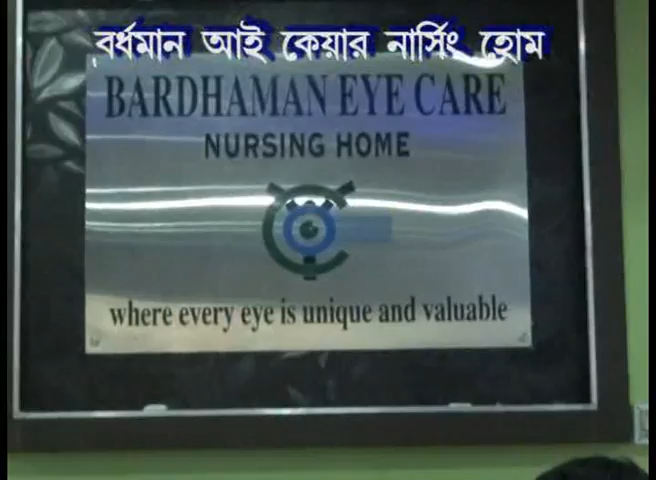 বর্ধমান আই কেয়ার নার্সিং হোম
BARDHAMAN EYE CARE
NURSING HOME
where every eye is unique and valuable